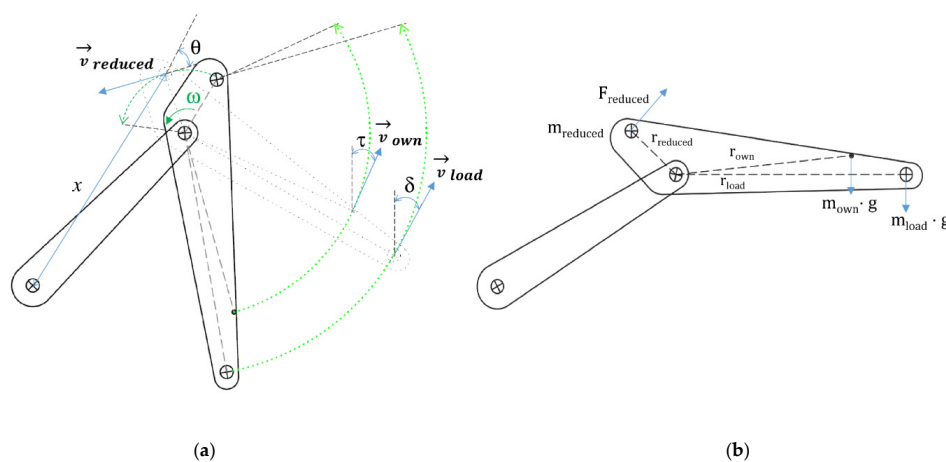 θ
v reduced
ω
τ
v own
x
δ
v load
(a)
F reduced
m reduced
r reduced
r own
r load
m own · g
m load · g
(b)